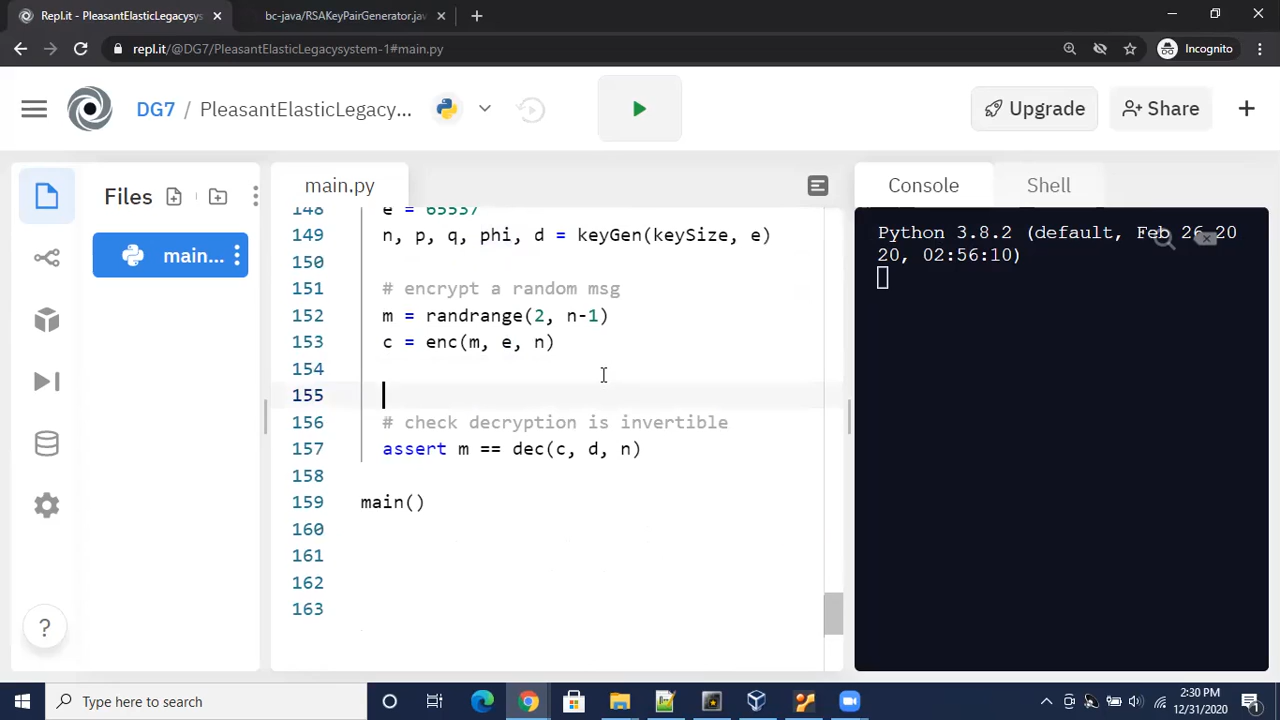 Repl.it - PleasantElasticLegacysys
bc-java/RSAKeyPairGenerator.jav
repl.it/@DG7/PleasantElasticLegacysystem-1#main.py
Incognito
DG7
PleasantElasticLegacy...
Upgrade
Share
Files
main.py
Console
Shell
main...
148 e = 65537
149 n, p, q, phi, d = keyGen(keySize, e)
150
151 # encrypt a random msg
152 m = randrange(2, n-1)
153 c = enc(m, e, n)
154
155
156 # check decryption is invertible
157 assert m == dec(c, d, n)
158
159 main()
160
161
162
163
Python 3.8.2 (default, Feb 26 20
20, 02:56:10)
?
Type here to search
2:30 PM
12/31/2020
1